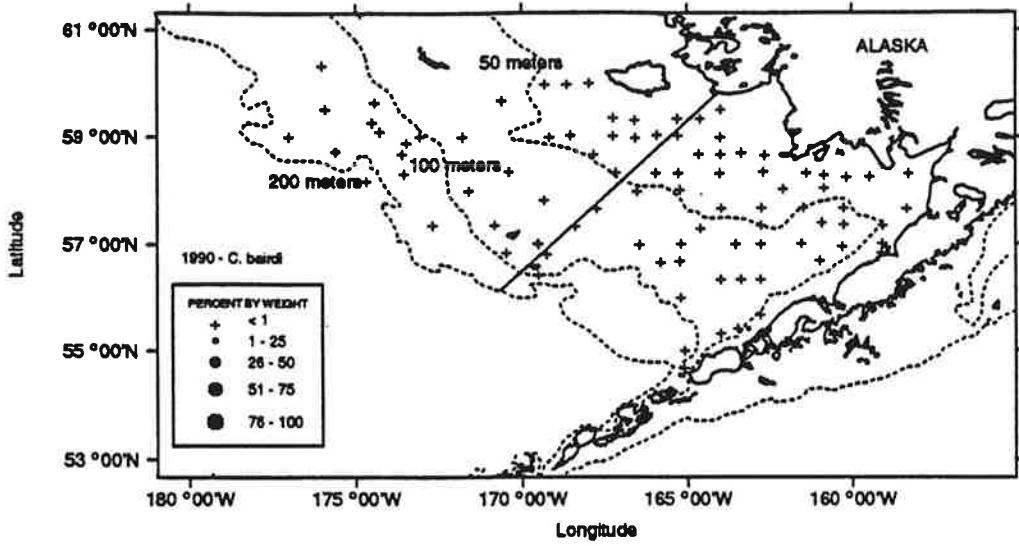 61 °00'N
59 °00'N
57 °00'N
55 °00'N
53 °00'N
Latitude
50 meters
ALASKA
100 meters
200 meters
1990 - C. bairdi
PERCENT BY WEIGHT
< 1
1 - 25
26 - 50
51 - 75
76 - 100
180 °00'W
175 °00'W
170 °00'W
165 °00'W
160 °00'W
Longitude